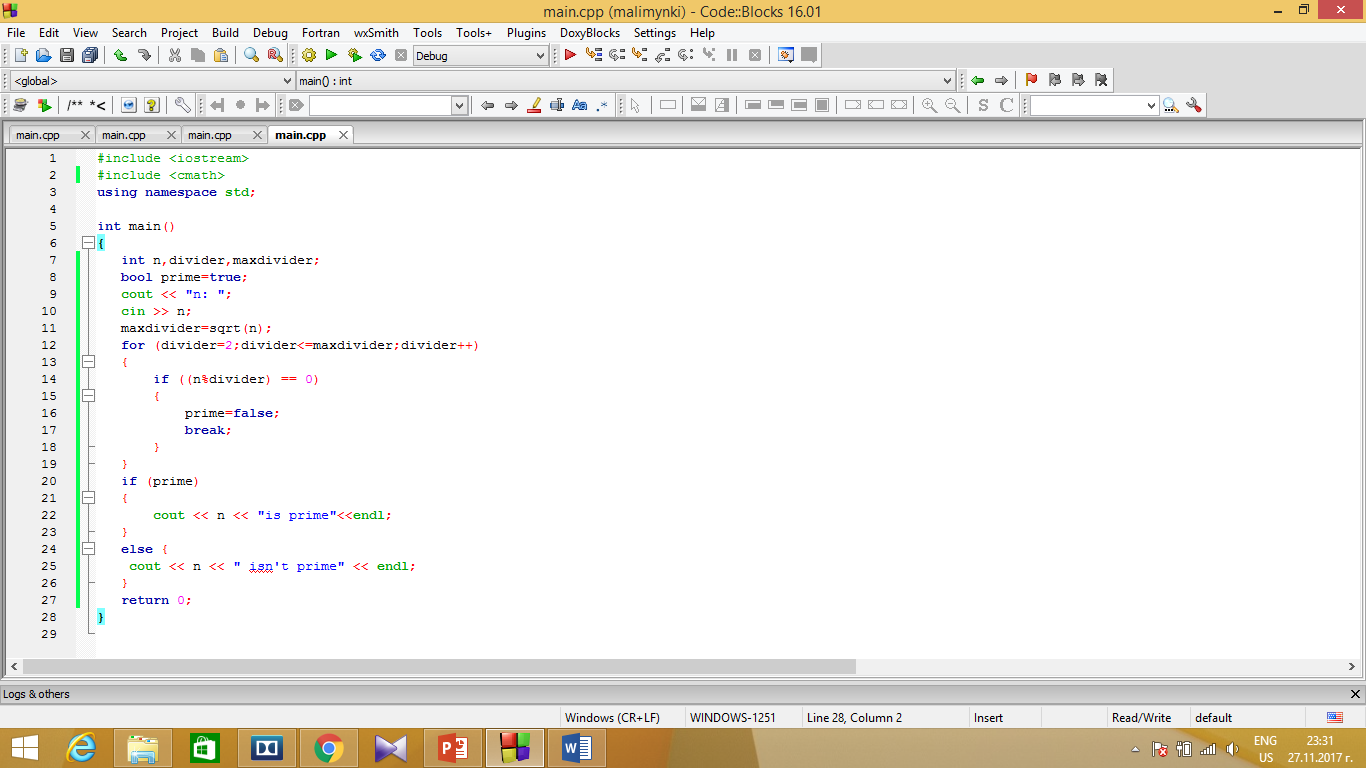 main.cpp (malimynki) - Code::Blocks 16.01
File Edit View Search Project Build Debug Fortran wxSmith Tools Tools+ Plugins DoxyBlocks Settings Help
Debug
<global> main() : int
/** *< Aa .* S C
main.cpp main.cpp main.cpp main.cpp
1 #include <iostream>
2 #include <cmath>
3 using namespace std;
4
5 int main()
6 {
7 int n,divider,maxdivider;
8 bool prime=true;
9 cout << "n: ";
10 cin >> n;
11 maxdivider=sqrt(n);
12 for (divider=2;divider<=maxdivider;divider++)
13 {
14 if ((n%divider) == 0)
15 {
16 prime=false;
17 break;
18 }
19 }
20 if (prime)
21 {
22 cout << n << "is prime"<<endl;
23 }
24 else {
25 cout << n << " isn't prime" << endl;
26 }
27 return 0;
28 }
29
Logs & others
Windows (CR+LF) WINDOWS-1251 Line 28, Column 2 Insert Read/Write default
ENG 23:31
US 27.11.2017 г.